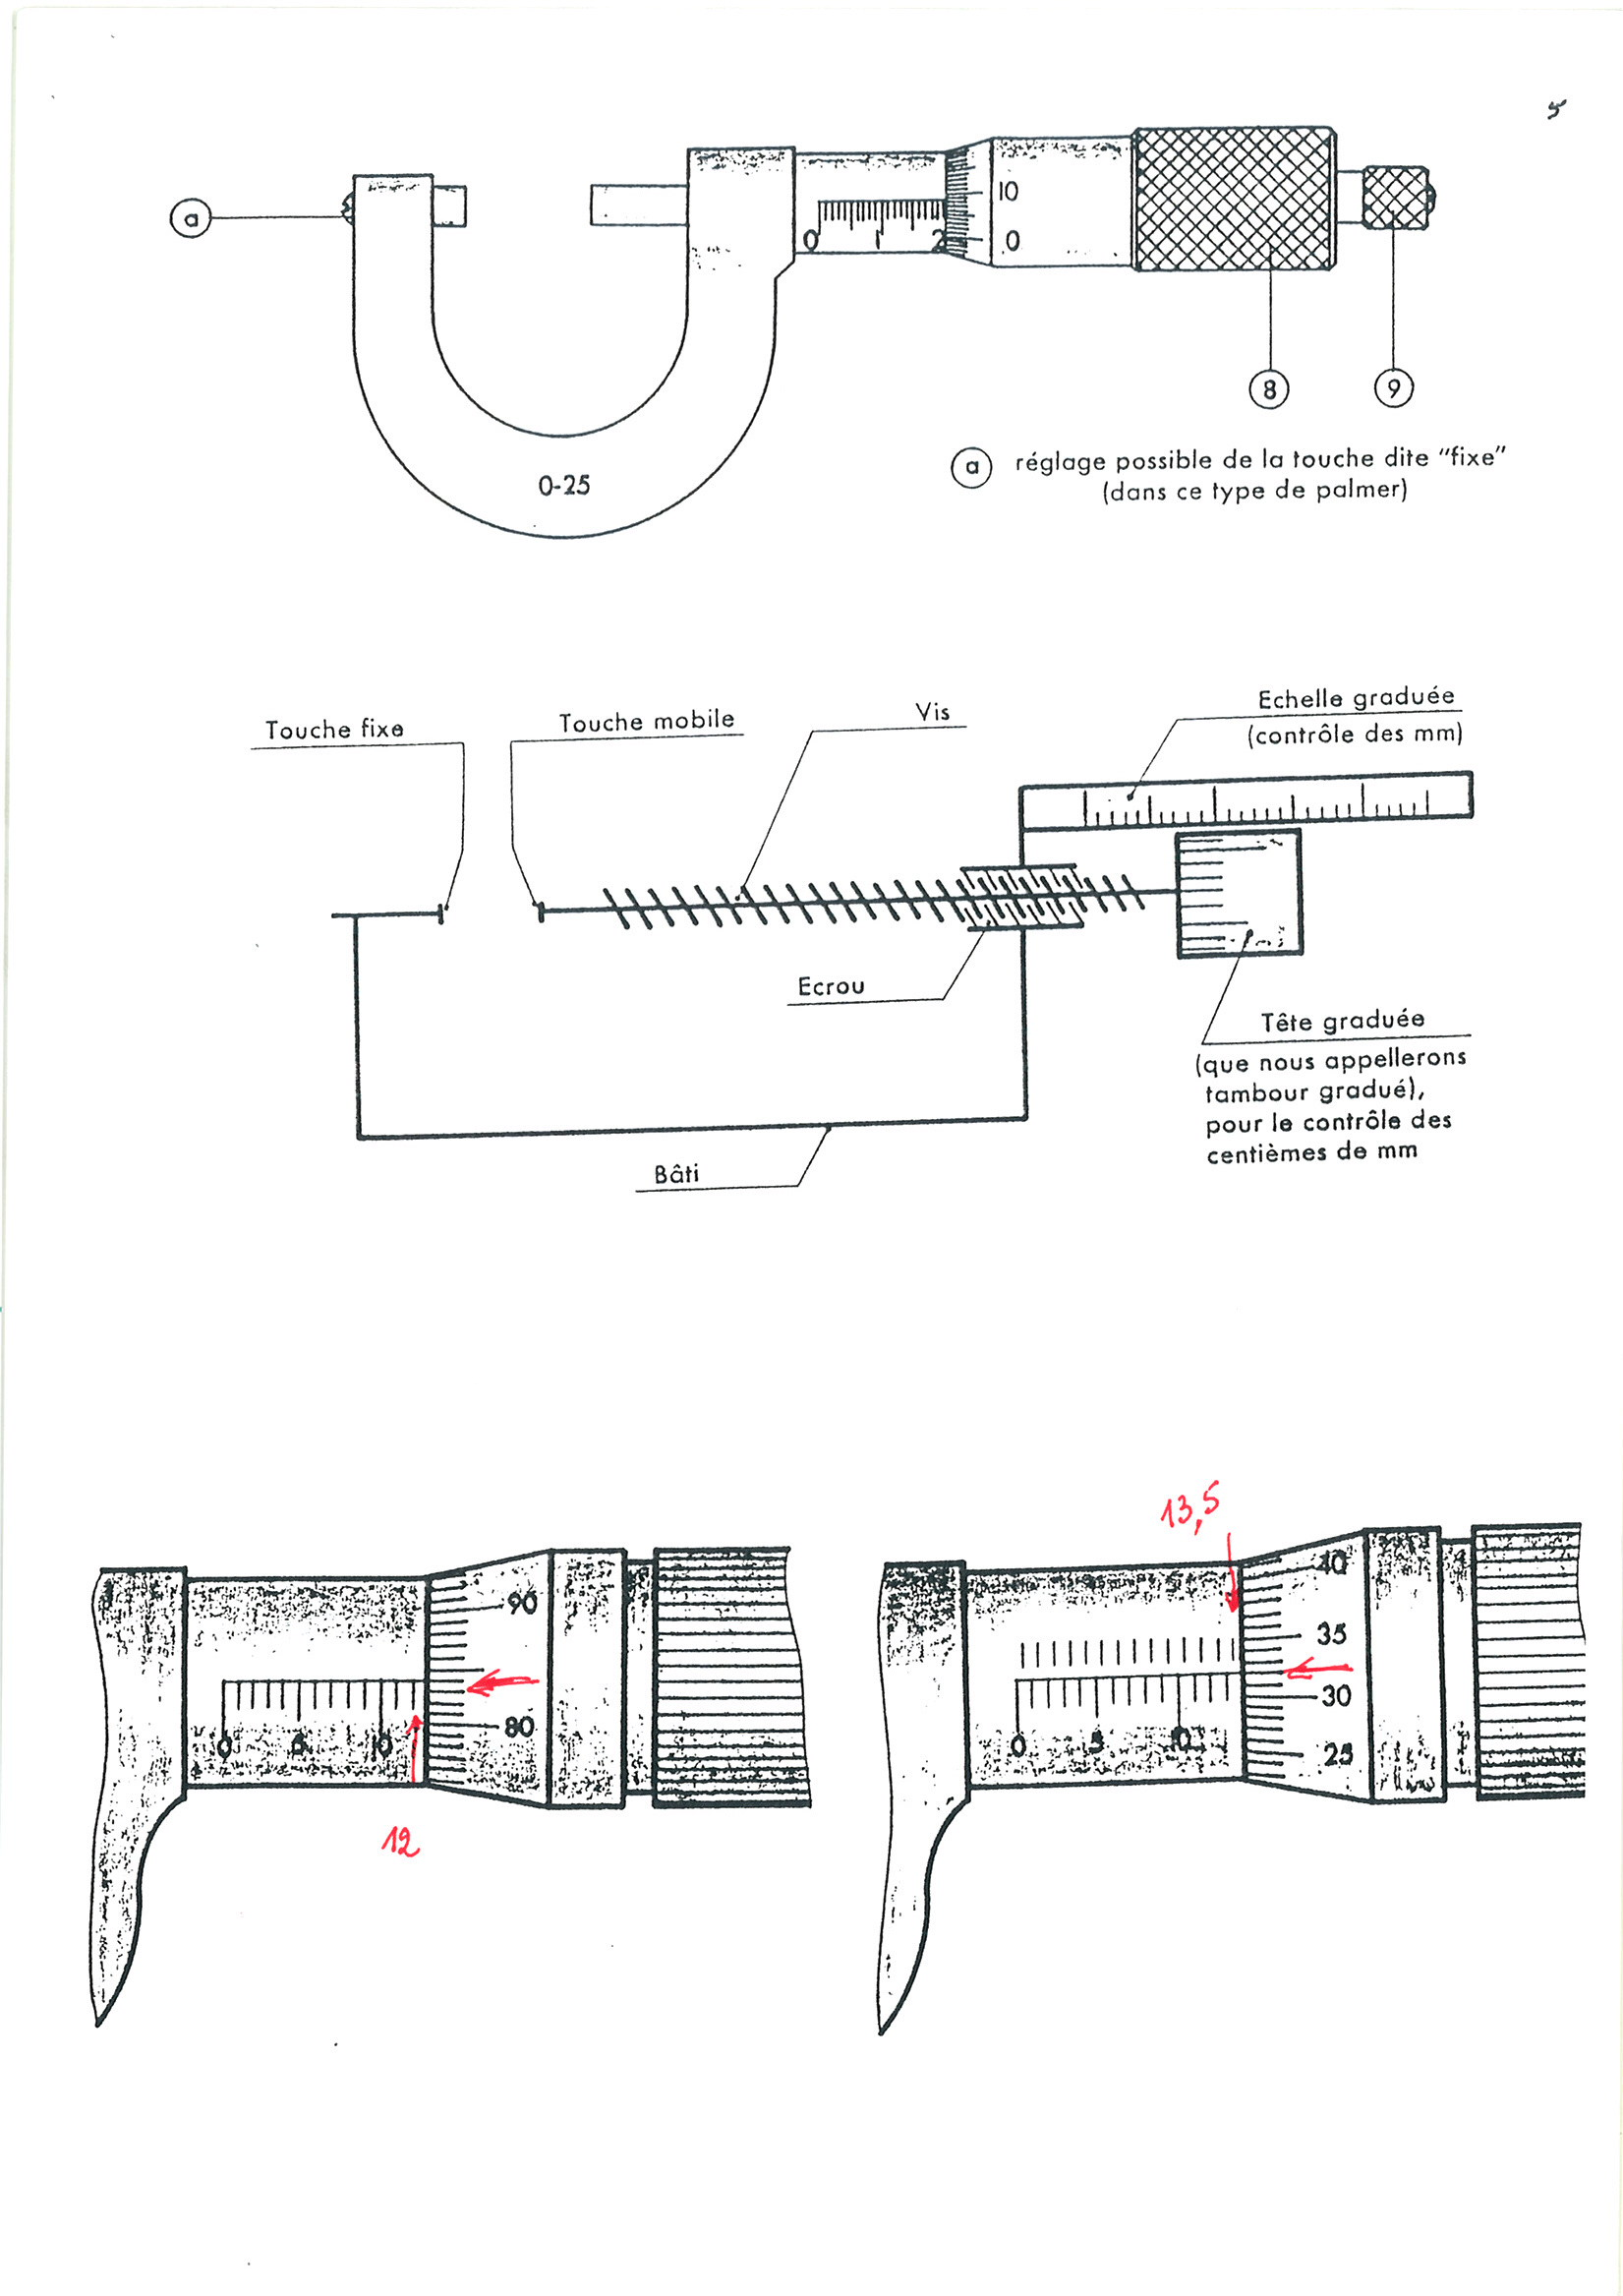 5
10
a
0 1 2 0
8 9
0-25
a réglage possible de la touche dite "fixe"
(dans ce type de palmer)
Touche fixe
Touche mobile
Vis
Echelle graduée
(contrôle des mm)
Ecrou
Tête graduée
(que nous appellerons
tambour gradué),
pour le contrôle des
centièmes de mm
Bâti
90
80
0 5 10
12
13,5
40
35
30
25
0 5 10